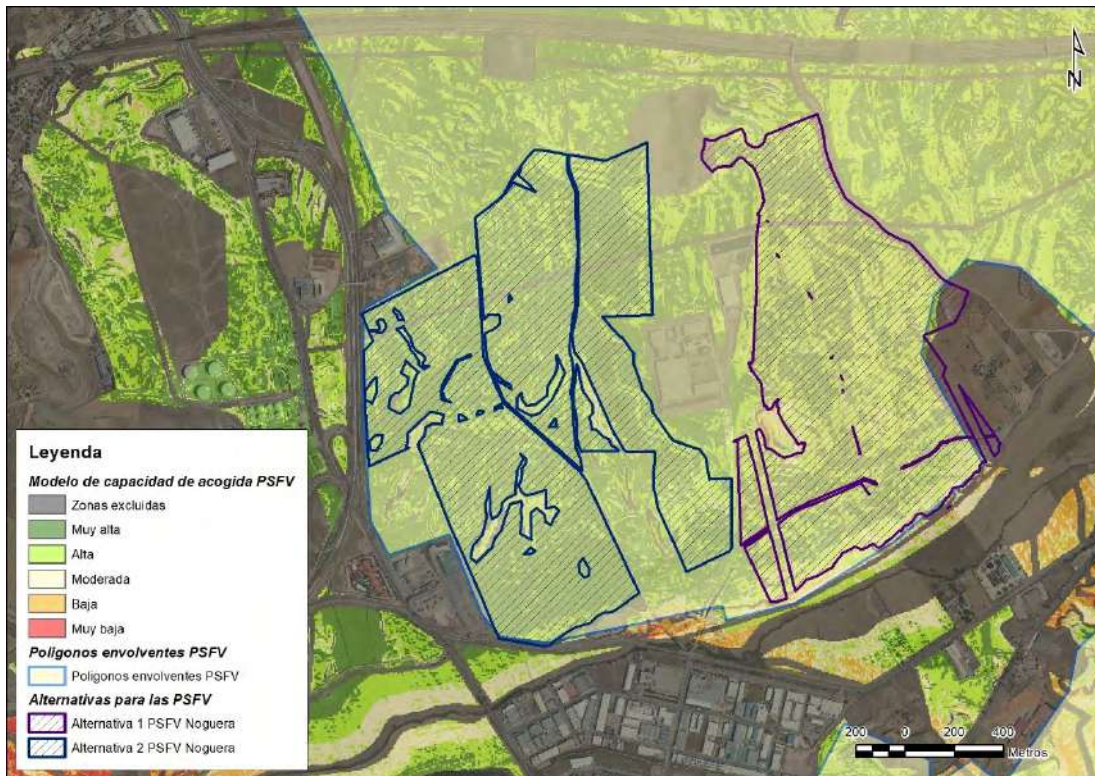 N
Leyenda
Modelo de capacidad de acogida PSFV
Zonas excluidas
Muy alta
Alta
Moderada
Baja
Muy baja
Poligonos envolventes PSFV
Poligonos envolventes PSFV
Alternativas para las PSFV
Alternativa 1 PSFV Noguera
Alternativa 2 PSFV Noguera
200 0 200 400
Metros